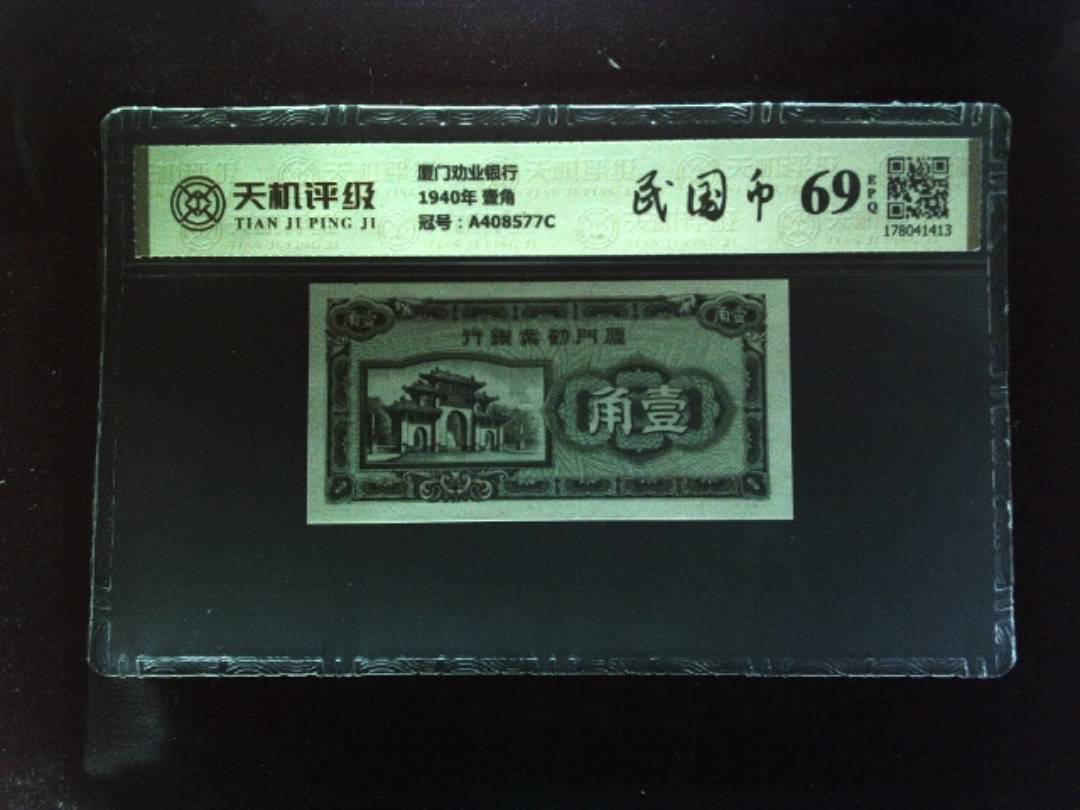 天机评级
TIAN JI PING JI
厦门劝业银行
1940年 壹角
冠号：A408577C
民国币
69
EPQ
178041413
壹角
壹角
行銀業勸門廈
角壹